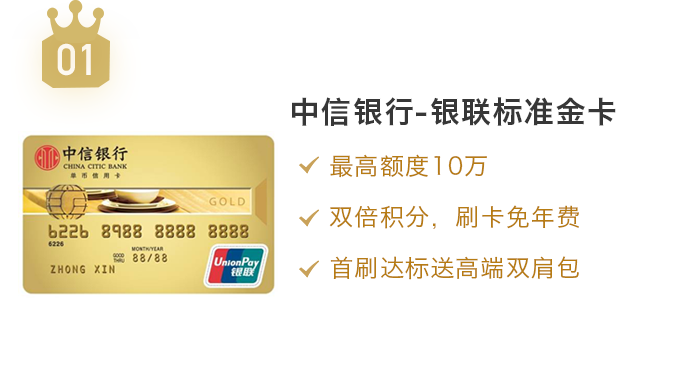 01
中信银行-银联标准金卡
最高额度10万
双倍积分，刷卡免年费
首刷达标送高端双肩包
中信银行
CHINA CITIC BANK
单币信用卡
GOLD
6226 8988 8888 8888
6226
MONTH/YEAR
GOOD THRU 88/88
ZHONG XIN
UnionPay
银联